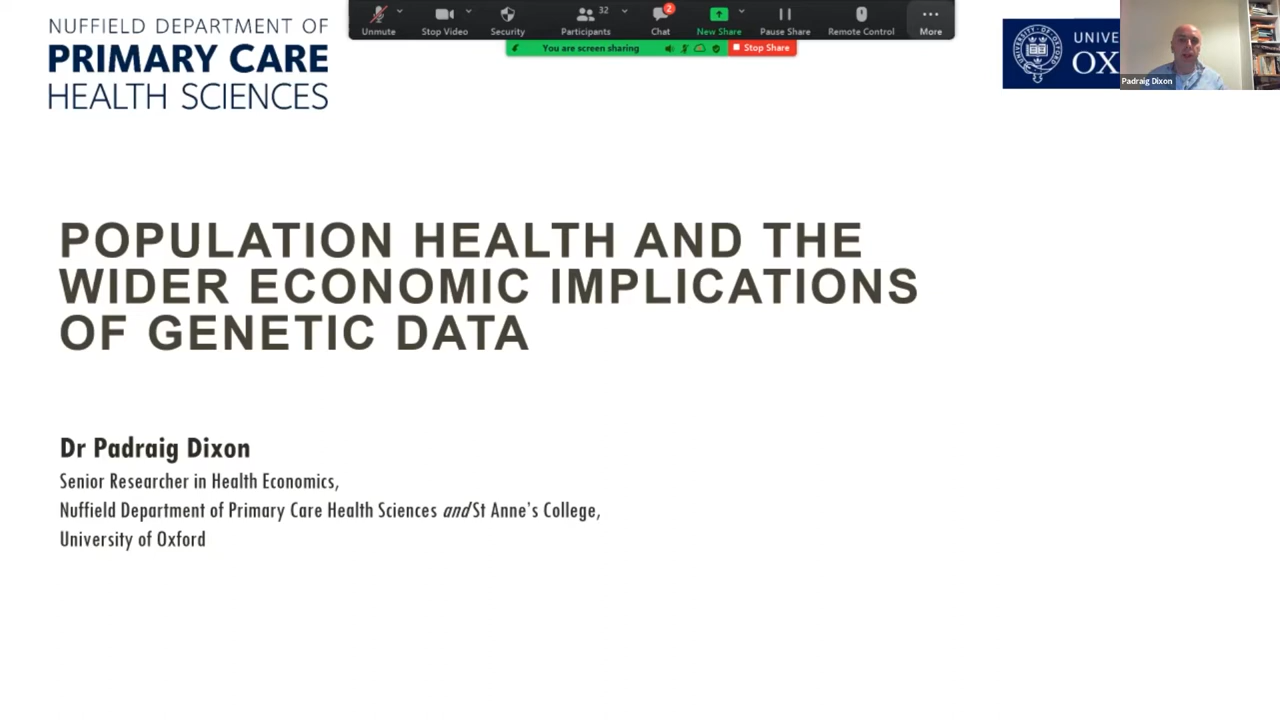 NUFFIELD DEPARTMENT OF
PRIMARY CARE
HEALTH SCIENCES
Unmute
Stop Video
Security
32
Participants
2
Chat
New Share
Pause Share
Remote Control
More
You are screen sharing
Stop Share
UNIVE
OX
Padraig Dixon
POPULATION HEALTH AND THE
WIDER ECONOMIC IMPLICATIONS
OF GENETIC DATA
Dr Padraig Dixon
Senior Researcher in Health Economics,
Nuffield Department of Primary Care Health Sciences and St Anne's College,
University of Oxford